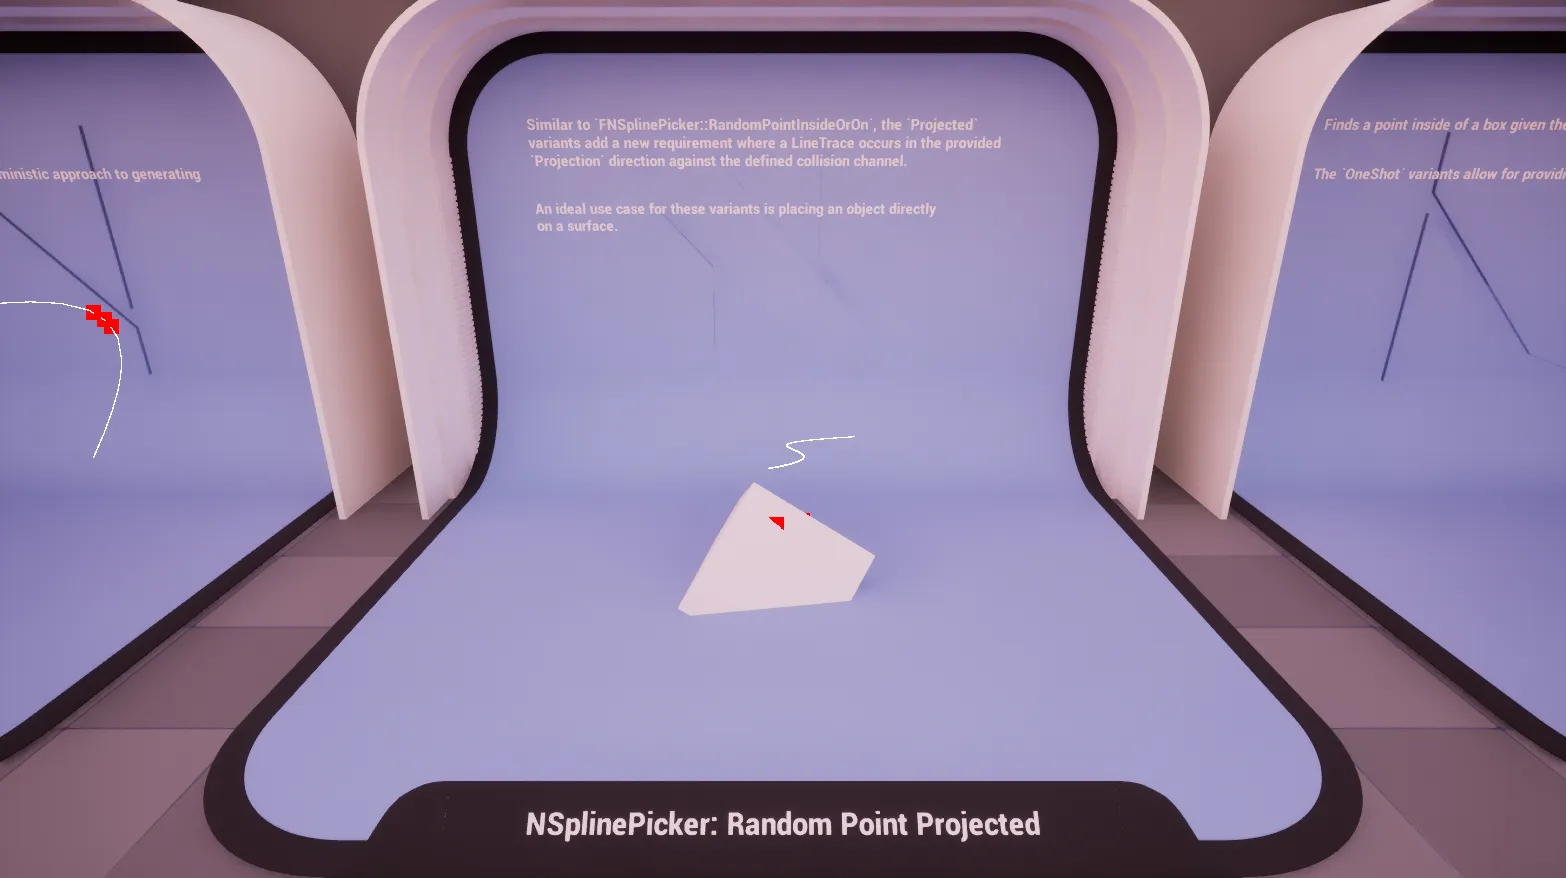 Similar to `FNSplinePicker::RandomPointInsideOrOn`, the `Projected`
variants add a new requirement where a LineTrace occurs in the provided
`Projection` direction against the defined collision channel.
An ideal use case for these variants is placing an object directly
on a surface.
ministic approach to generating
Finds a point inside of a box given the
The `OneShot` variants allow for providi
NSplinePicker: Random Point Projected